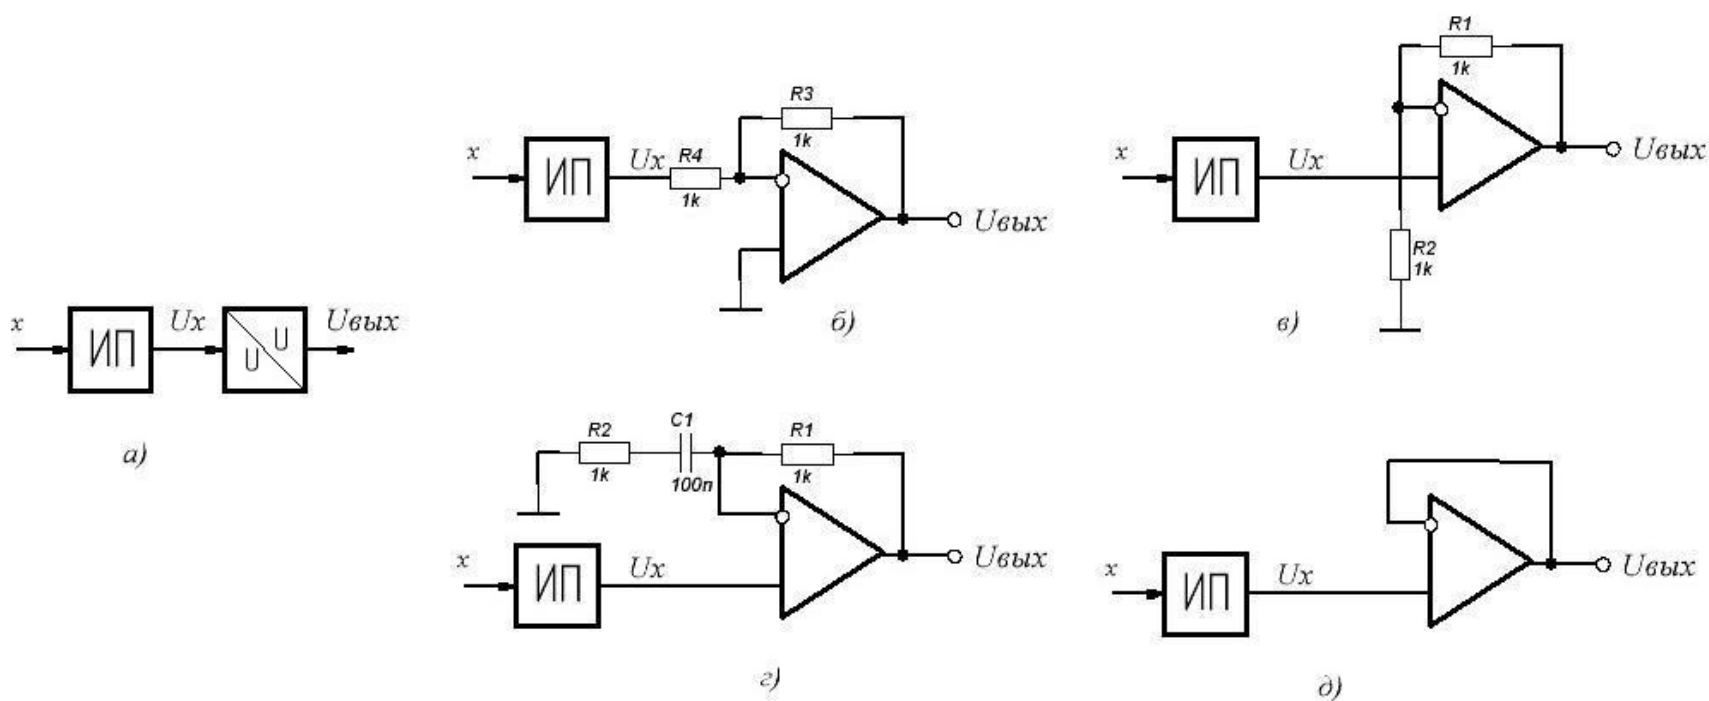 x
ИП
Ux
U
U
Uвых
а)
x
ИП
Ux
R4
1k
R3
1k
Uвых
б)
x
ИП
Ux
R1
1k
R2
1k
Uвых
в)
R2
1k
C1
100n
R1
1k
x
ИП
Ux
Uвых
г)
x
ИП
Ux
Uвых
д)